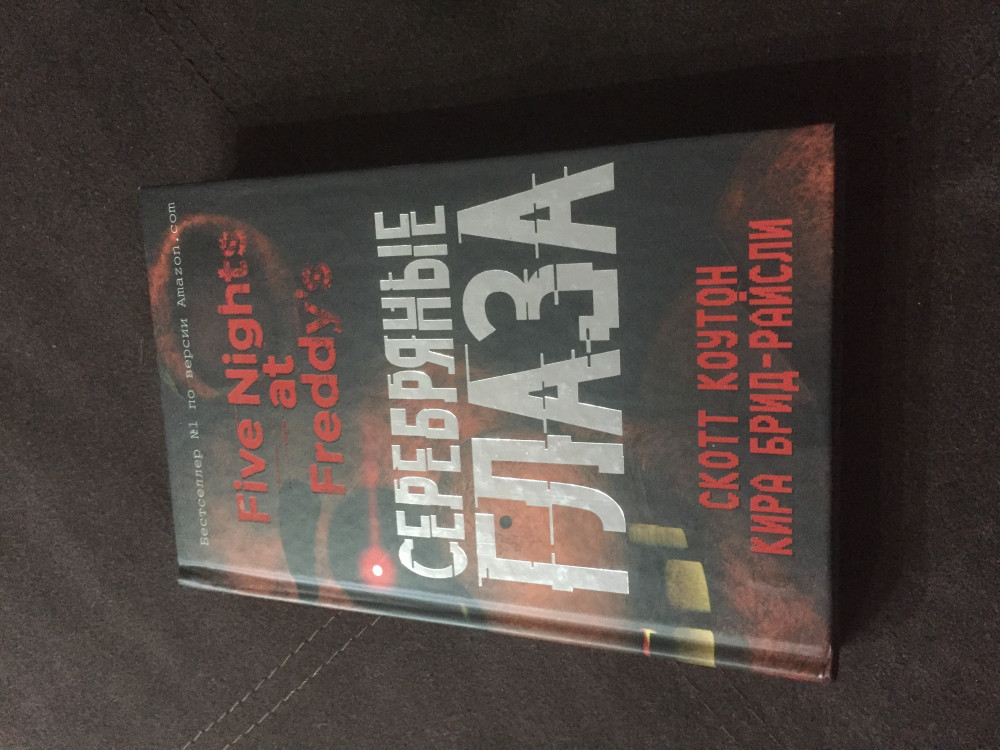 Бестселлер №1 по версии Amazon.com
Five Nights
at
Freddy's
СЕРЕБРЯНЫЕ
ГЛАЗА
СКОТТ КОУТОН
КИРА БРИД-РАЙСЛИ